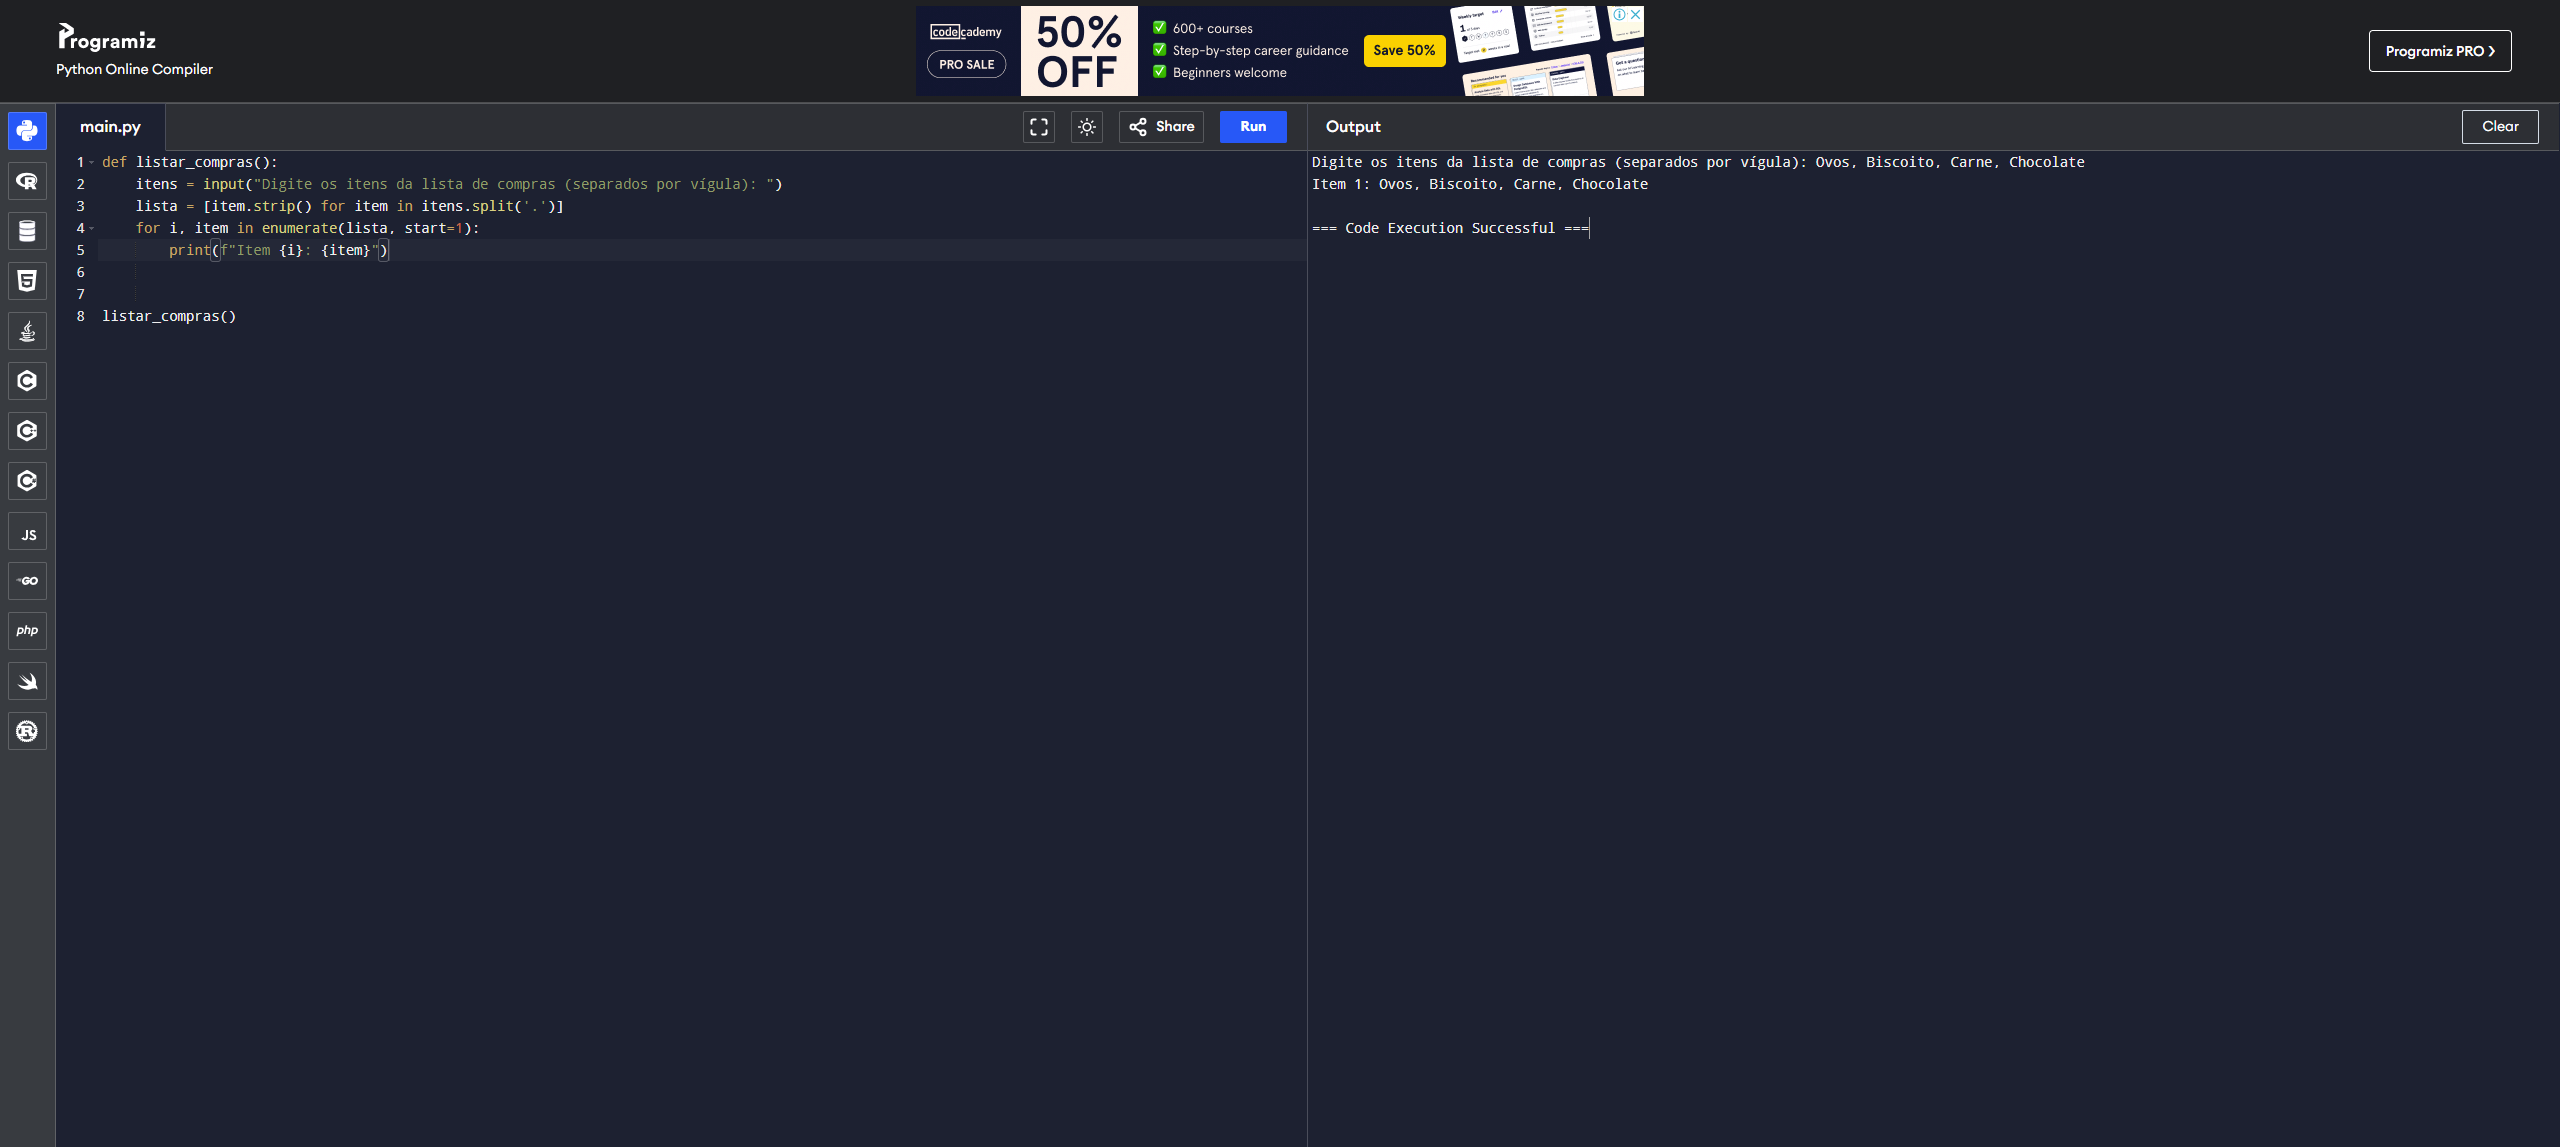 Programiz
Python Online Compiler
codecademy
PRO SALE
50%
OFF
600+ courses
Step-by-step career guidance
Beginners welcome
Save 50%
Programiz PRO
main.py
Share
Run
Output
Clear
1 def listar_compras():
2 itens = input("Digite os itens da lista de compras (separados por vígula): ")
3 lista = [item.strip() for item in itens.split('.')]
4 for i, item in enumerate(lista, start=1):
5 print(f"Item {i}: {item}")
6
7
8 listar_compras()
Digite os itens da lista de compras (separados por vígula): Ovos, Biscoito, Carne, Chocolate
Item 1: Ovos, Biscoito, Carne, Chocolate
=== Code Execution Successful ===
JS
GO
php